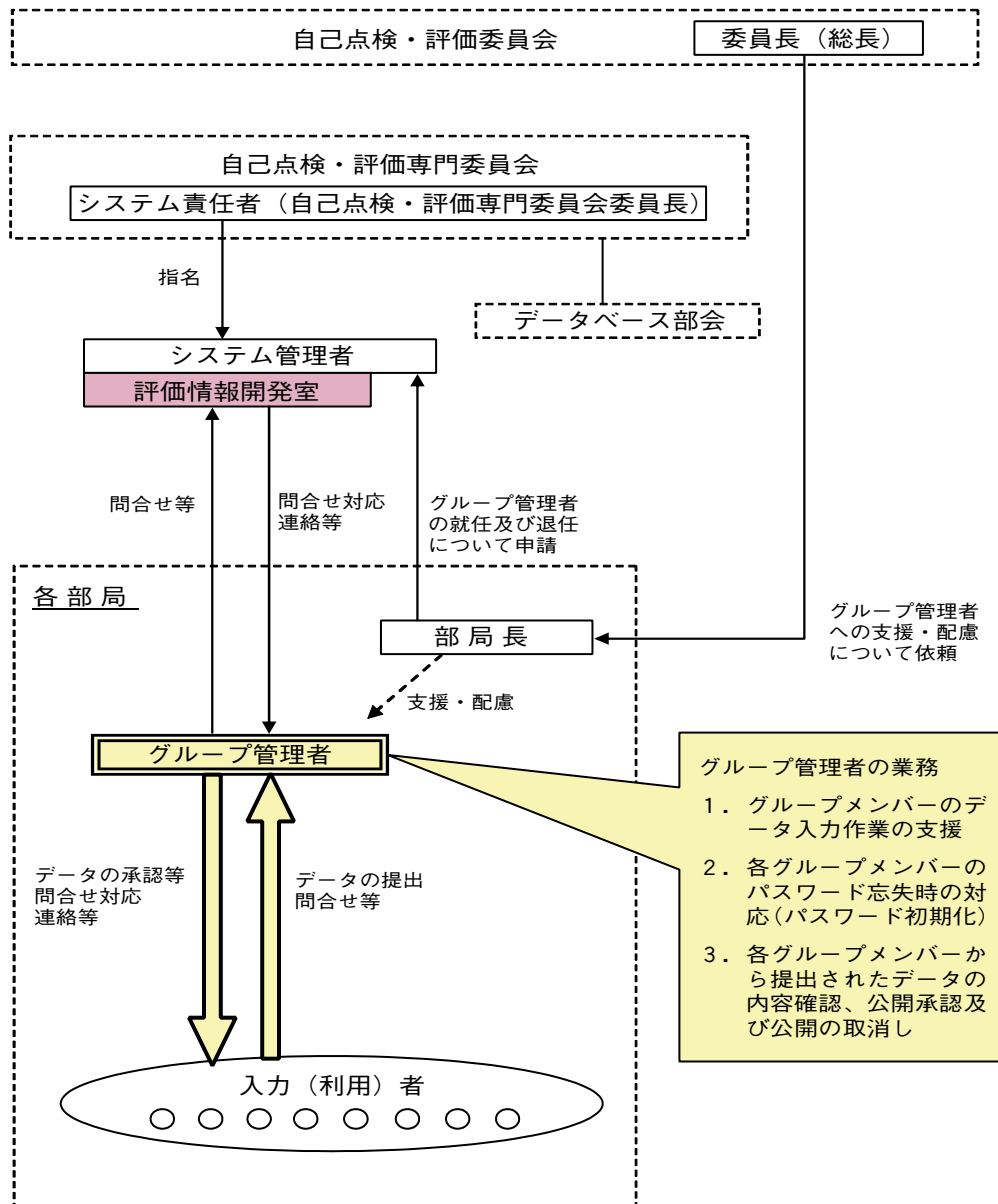 自己点検・評価委員会
委員長（総長）
自己点検・評価専門委員会
システム責任者（自己点検・評価専門委員会委員長）
指名
データベース部会
システム管理者
評価情報開発室
問合せ等
問合せ対応
連絡等
グループ管理者
の就任及び退任
について申請
各部局
部局長
グループ管理者
への支援・配慮
について依頼
支援・配慮
グループ管理者
グループ管理者の業務
1．グループメンバーのデ
ータ入力作業の支援
2．各グループメンバーの
パスワード忘失時の対
応（パスワード初期化）
3．各グループメンバーか
ら提出されたデータの
内容確認、公開承認及
び公開の取消し
データの承認等
問合せ対応
連絡等
データの提出
問合せ等
入力（利用）者